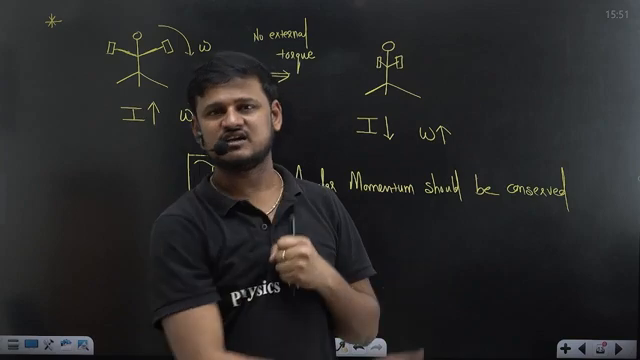 15:51
No external
torque
ω
⇒
I↑ ω
I↓ ω↑
Momentum should be conserved
Physics